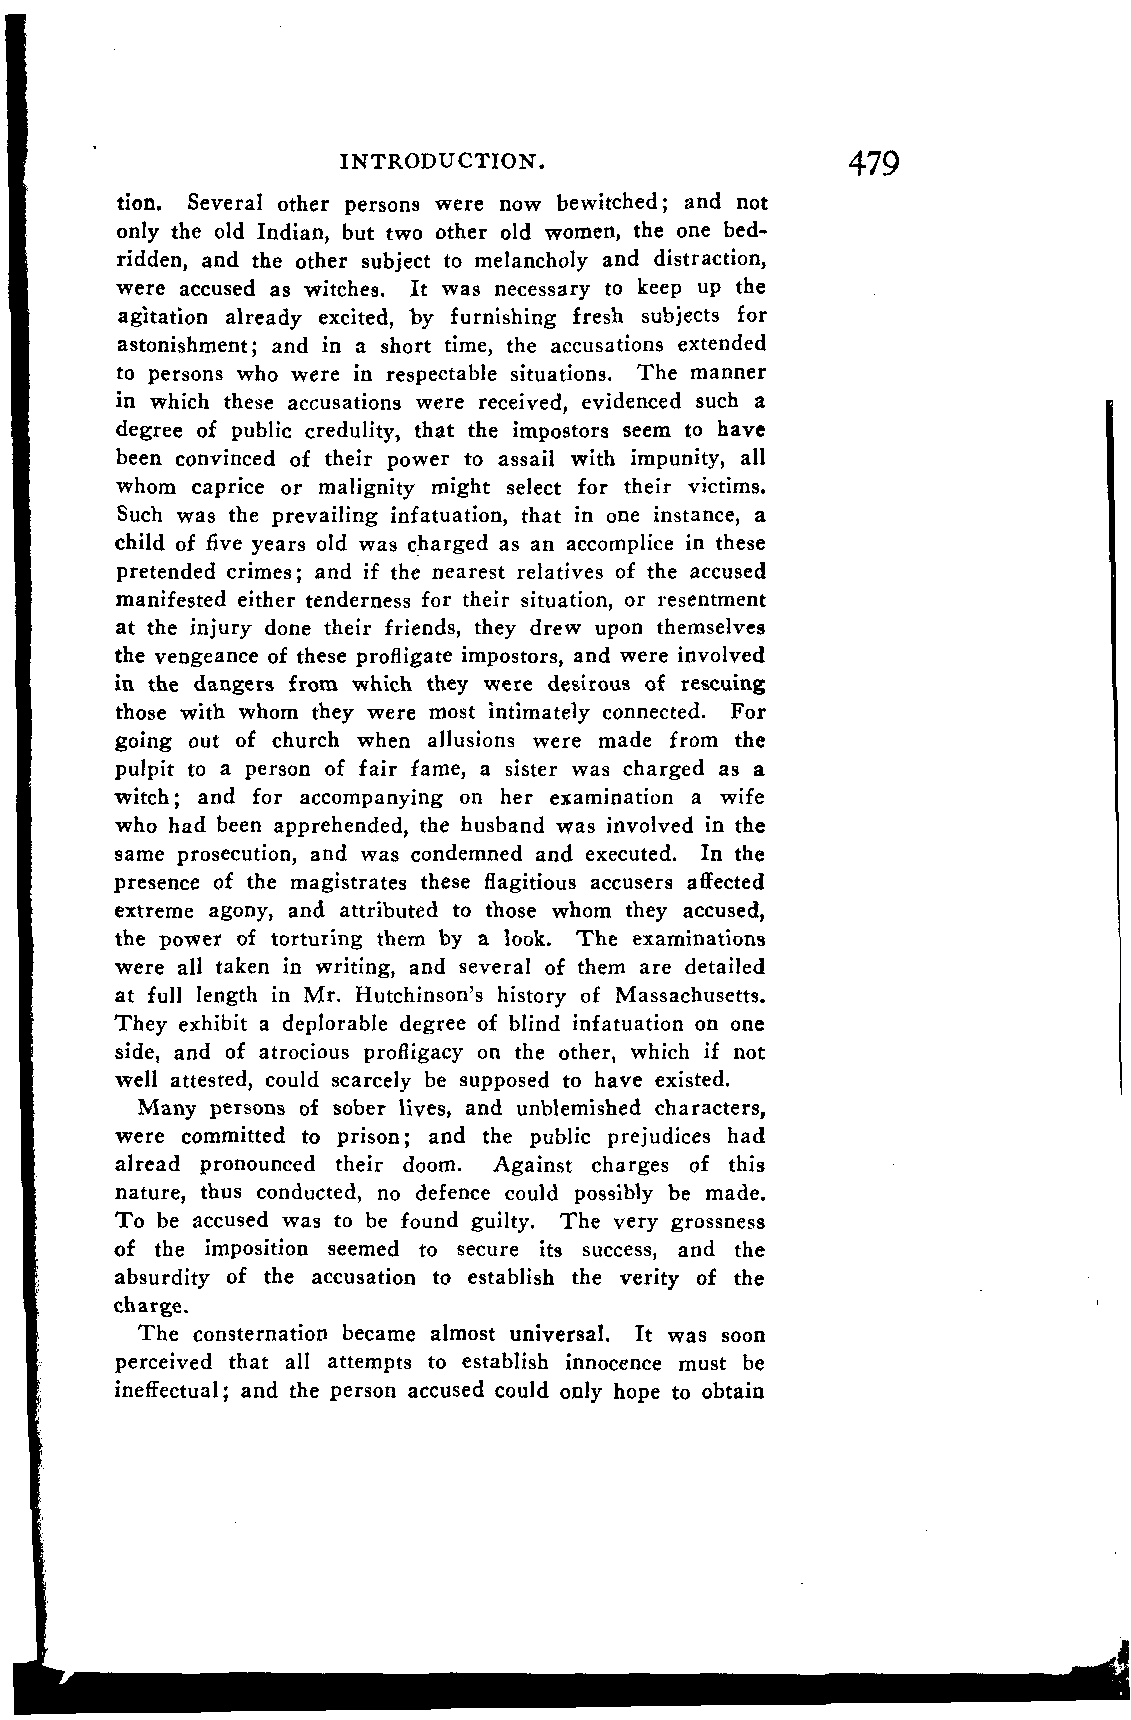 INTRODUCTION. 479
tion. Several other persons were now bewitched; and not
only the old Indian, but two other old women, the one bed-
ridden, and the other subject to melancholy and distraction,
were accused as witches. It was necessary to keep up the
agitation already excited, by furnishing fresh subjects for
astonishment; and in a short time, the accusations extended
to persons who were in respectable situations. The manner
in which these accusations were received, evidenced such a
degree of public credulity, that the impostors seem to have
been convinced of their power to assail with impunity, all
whom caprice or malignity might select for their victims.
Such was the prevailing infatuation, that in one instance, a
child of five years old was charged as an accomplice in these
pretended crimes; and if the nearest relatives of the accused
manifested either tenderness for their situation, or resentment
at the injury done their friends, they drew upon themselves
the vengeance of these profligate impostors, and were involved
in the dangers from which they were desirous of rescuing
those with whom they were most intimately connected. For
going out of church when allusions were made from the
pulpit to a person of fair fame, a sister was charged as a
witch; and for accompanying on her examination a wife
who had been apprehended, the husband was involved in the
same prosecution, and was condemned and executed. In the
presence of the magistrates these flagitious accusers affected
extreme agony, and attributed to those whom they accused,
the power of torturing them by a look. The examinations
were all taken in writing, and several of them are detailed
at full length in Mr. Hutchinson's history of Massachusetts.
They exhibit a deplorable degree of blind infatuation on one
side, and of atrocious profligacy on the other, which if not
well attested, could scarcely be supposed to have existed.
Many persons of sober lives, and unblemished characters,
were committed to prison; and the public prejudices had
alread pronounced their doom. Against charges of this
nature, thus conducted, no defence could possibly be made.
To be accused was to be found guilty. The very grossness
of the imposition seemed to secure its success, and the
absurdity of the accusation to establish the verity of the
charge.
The consternation became almost universal. It was soon
perceived that all attempts to establish innocence must be
ineffectual; and the person accused could only hope to obtain